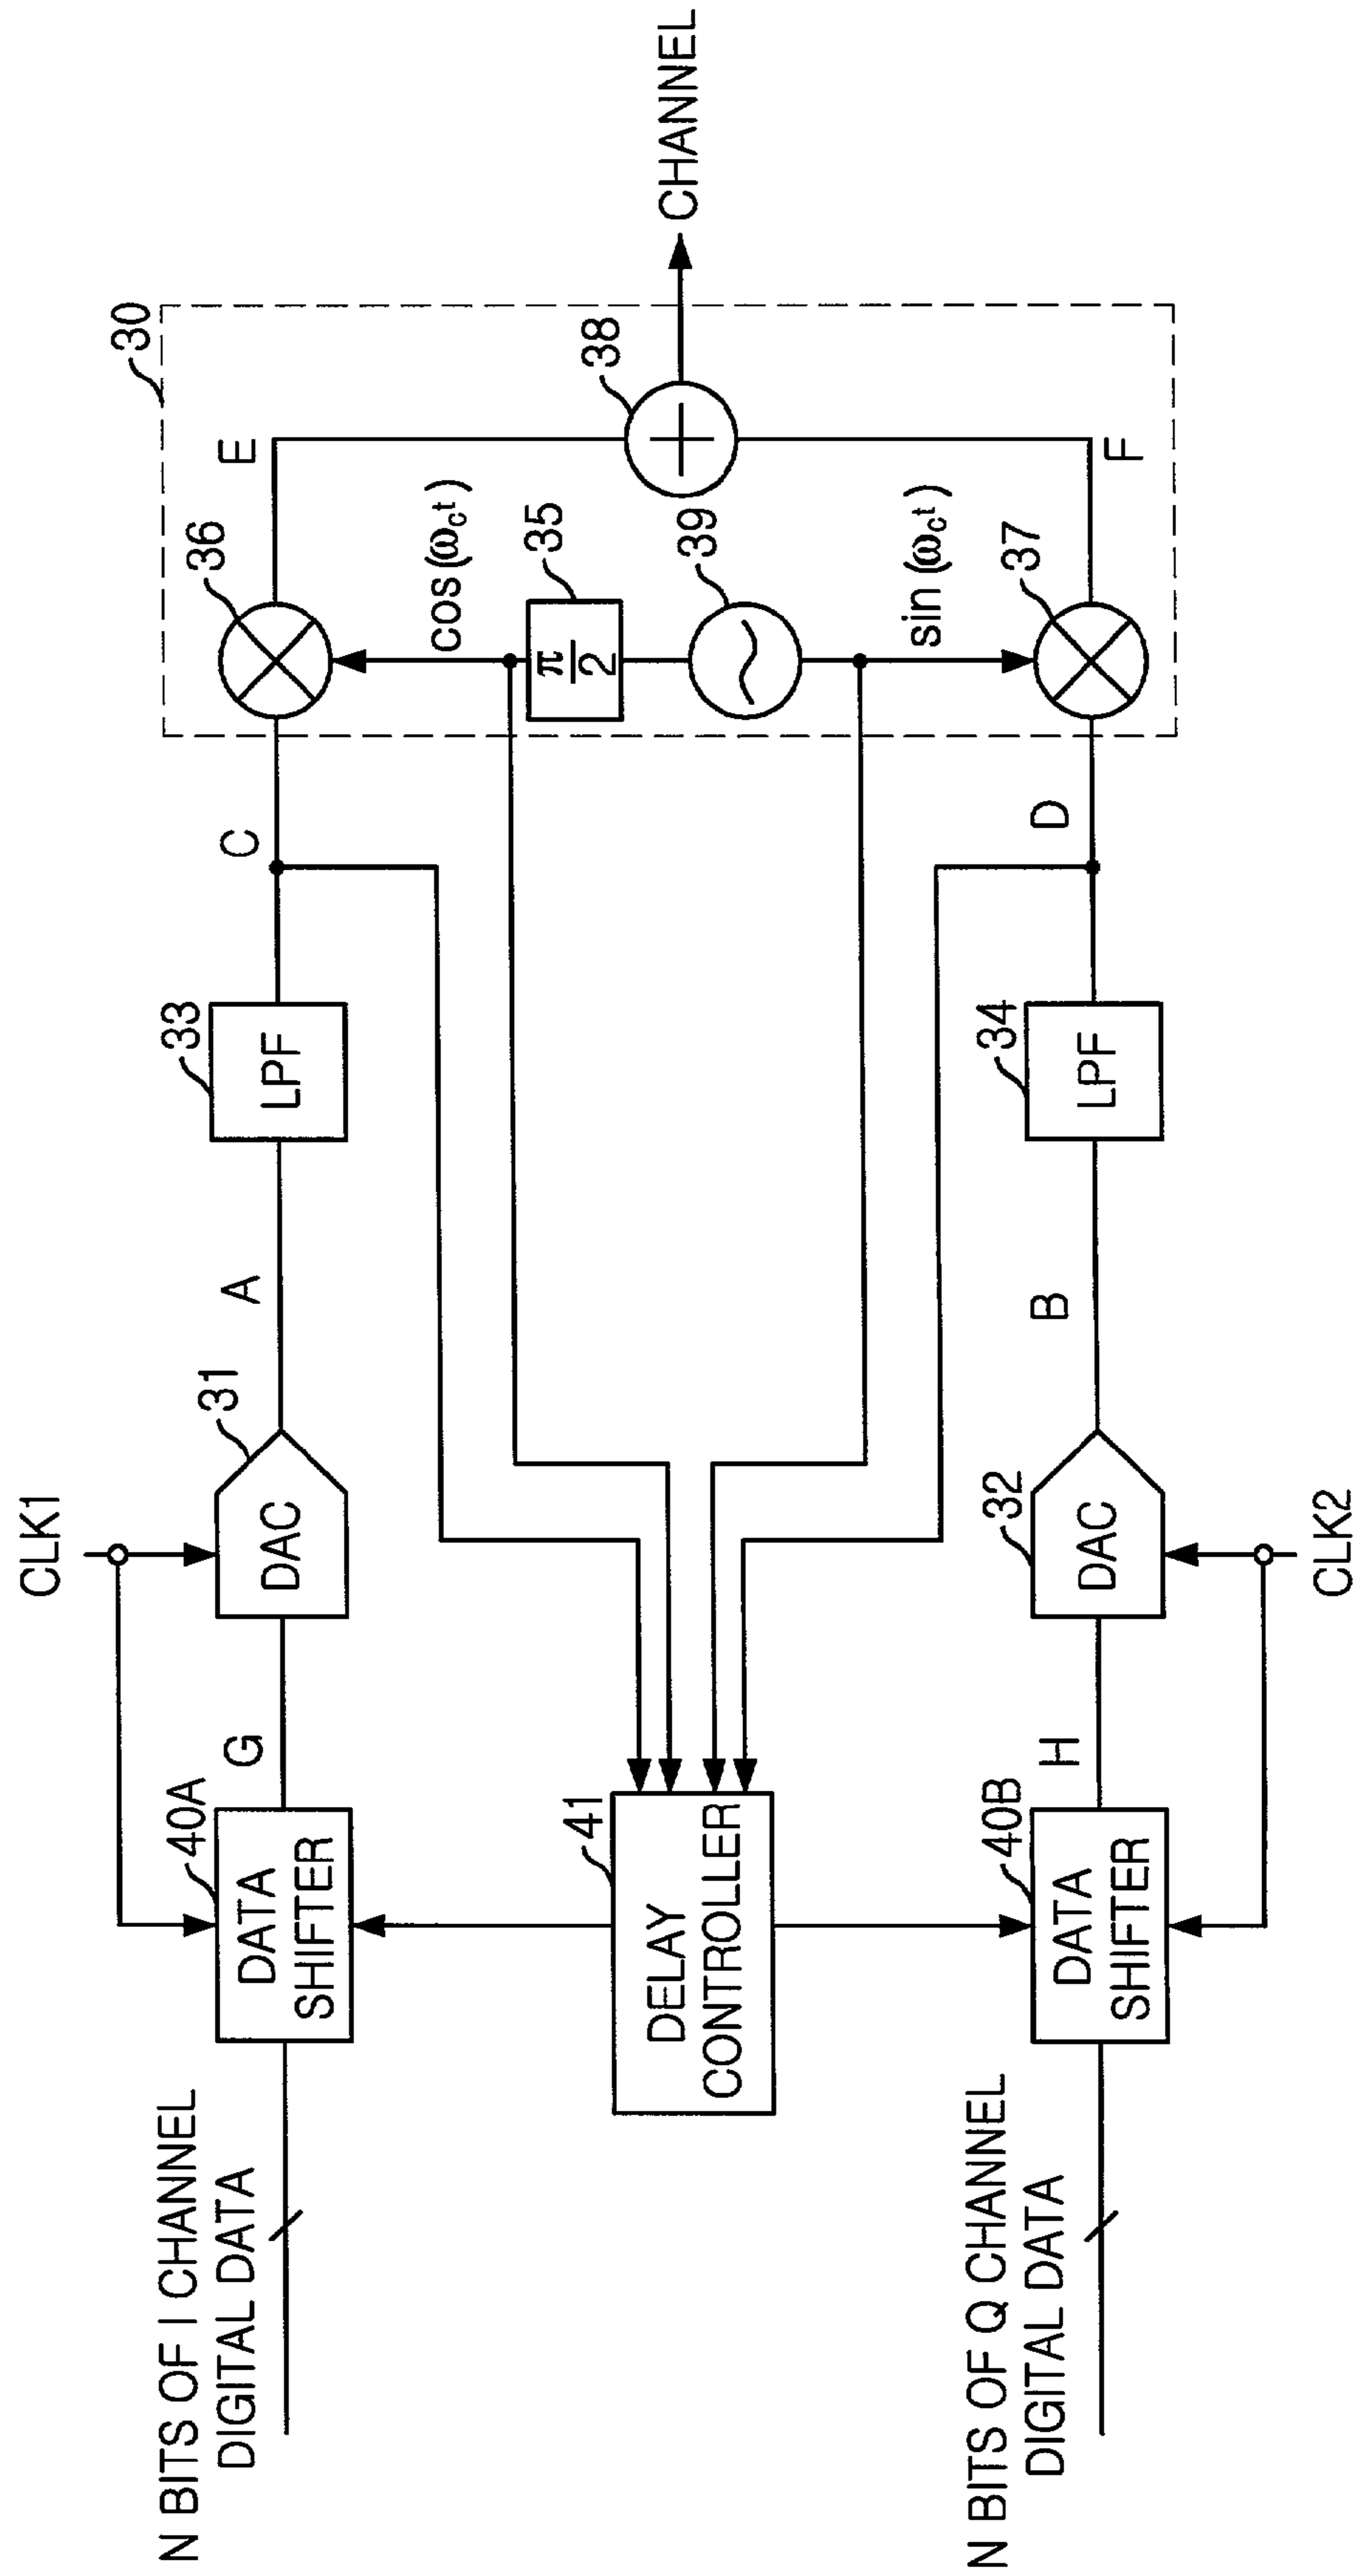 N BITS OF I CHANNEL
DIGITAL DATA
40A
DATA
SHIFTER
G
CLK1
31
DAC
A
33
LPF
C
36
E
30
cos(ωct)
35
π/2
39
38
CHANNEL
sin(ωct)
37
F
41
DELAY
CONTROLLER
N BITS OF Q CHANNEL
DIGITAL DATA
40B
DATA
SHIFTER
H
32
DAC
CLK2
B
34
LPF
D